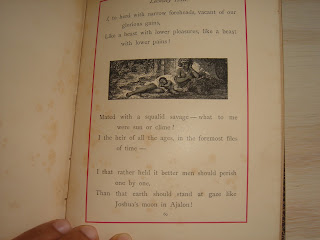 I, to herd with narrow foreheads, vacant of our
glorious gains,
Like a beast with lower pleasures, like a beast
with lower pains!
Mated with a squalid savage — what to me
were sun or clime!
I the heir of all the ages, in the foremost files
of time —
I that rather held it better men should perish
one by one,
Than that earth should stand at gaze like
Joshua's moon in Ajalon!